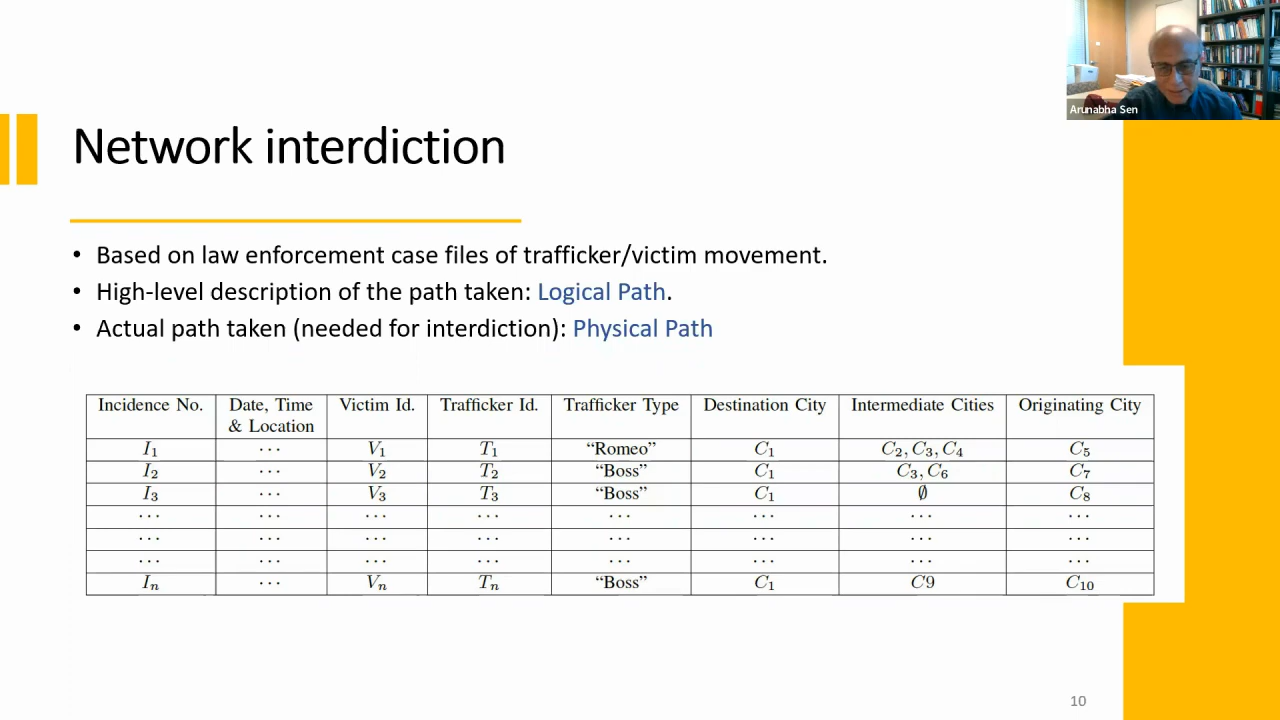 Arunabha Sen
Network interdiction
• Based on law enforcement case files of trafficker/victim movement.
• High-level description of the path taken: Logical Path.
• Actual path taken (needed for interdiction): Physical Path
Incidence No. Date, Time & Location Victim Id. Trafficker Id. Trafficker Type Destination City Intermediate Cities Originating City
I₁ ⋯ V₁ T₁ “Romeo” C₁ C₂, C₃, C₄ C₅
I₂ ⋯ V₂ T₂ “Boss” C₁ C₃, C₆ C₇
I₃ ⋯ V₃ T₃ “Boss” C₁ ∅ C₈
⋯ ⋯ ⋯ ⋯ ⋯ ⋯ ⋯ ⋯
⋯ ⋯ ⋯ ⋯ ⋯ ⋯ ⋯ ⋯
⋯ ⋯ ⋯ ⋯ ⋯ ⋯ ⋯ ⋯
Iₙ ⋯ Vₙ Tₙ “Boss” C₁ C9 C₁₀
10